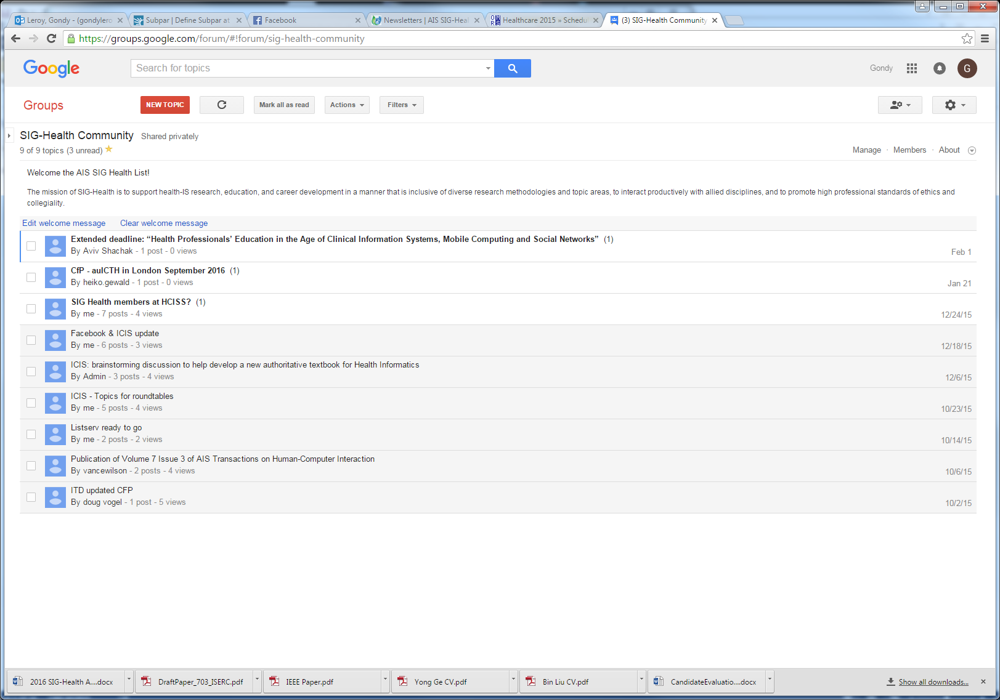 Leroy, Gondy - (gondylero
Subpar | Define Subpar at
Facebook
Newsletters | AIS SIG-Heal
Healthcare 2015 » Schedul
(3) SIG-Health Community
https://groups.google.com/forum/#!forum/sig-health-community
Google
Search for topics
Gondy
G
Groups
NEW TOPIC
Mark all as read
Actions
Filters
SIG-Health Community Shared privately
9 of 9 topics (3 unread)
Manage · Members · About
Welcome the AIS SIG Health List!
The mission of SIG-Health is to support health-IS research, education, and career development in a manner that is inclusive of diverse research methodologies and topic areas, to interact productively with allied disciplines, and to promote high professional standards of ethics and
collegiality.
Edit welcome message Clear welcome message
Extended deadline: “Health Professionals’ Education in the Age of Clinical Information Systems, Mobile Computing and Social Networks” (1)
By Aviv Shachak - 1 post - 0 views
Feb 1
CfP - auICTH in London September 2016 (1)
By heiko.gewald - 1 post - 0 views
Jan 21
SIG Health members at HCISS? (1)
By me - 7 posts - 4 views
12/24/15
Facebook & ICIS update
By me - 6 posts - 3 views
12/18/15
ICIS: brainstorming discussion to help develop a new authoritative textbook for Health Informatics
By Admin - 3 posts - 4 views
12/6/15
ICIS - Topics for roundtables
By me - 5 posts - 4 views
10/23/15
Listserv ready to go
By me - 2 posts - 2 views
10/14/15
Publication of Volume 7 Issue 3 of AIS Transactions on Human-Computer Interaction
By vancewilson - 2 posts - 4 views
10/6/15
ITD updated CFP
By doug vogel - 1 post - 5 views
10/2/15
2016 SIG-Health A....docx
DraftPaper_703_ISERC.pdf
IEEE Paper.pdf
Yong Ge CV.pdf
Bin Liu CV.pdf
CandidateEvaluatio....docx
Show all downloads...